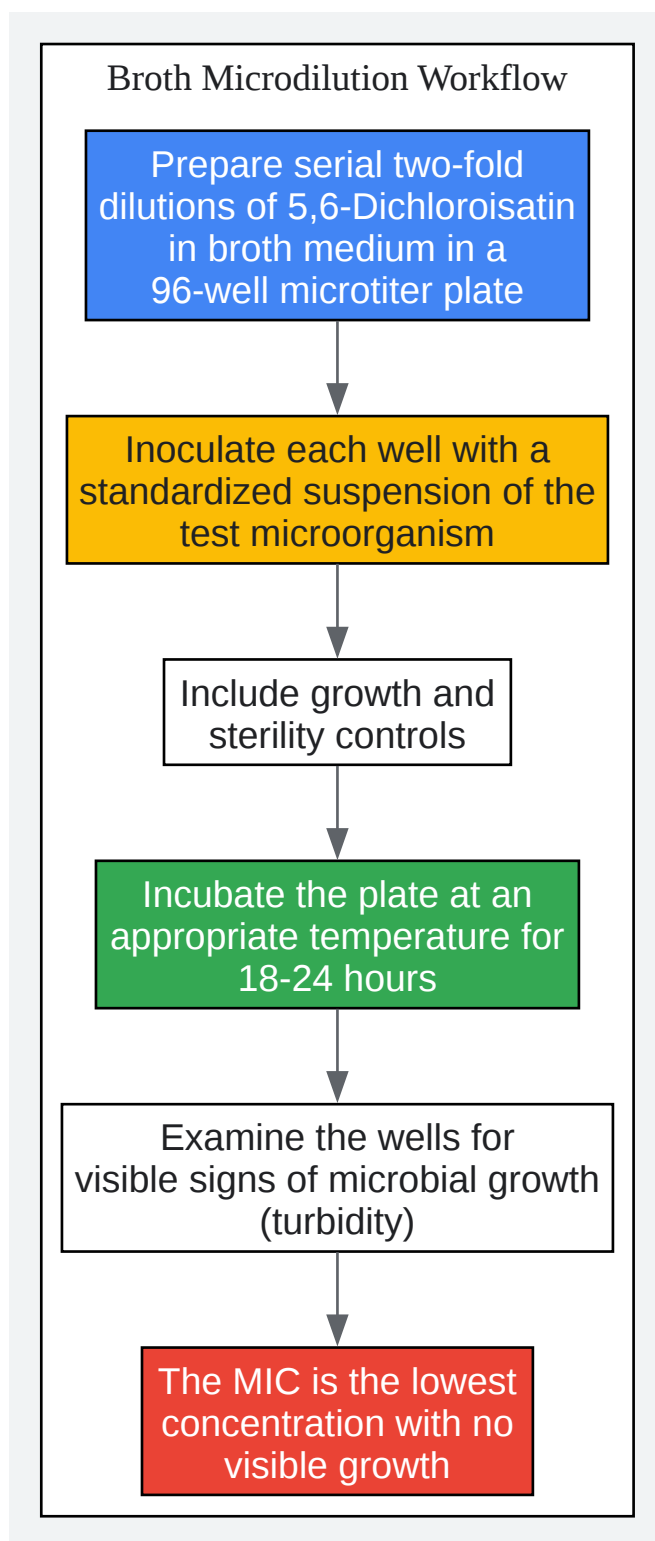 Broth Microdilution Workflow
Prepare serial two-fold
dilutions of 5,6-Dichloroisatin
in broth medium in a
96-well microtiter plate
Inoculate each well with a
standardized suspension of the
test microorganism
Include growth and
sterility controls
Incubate the plate at an
appropriate temperature for
18-24 hours
Examine the wells for
visible signs of microbial growth
(turbidity)
The MIC is the lowest
concentration with no
visible growth